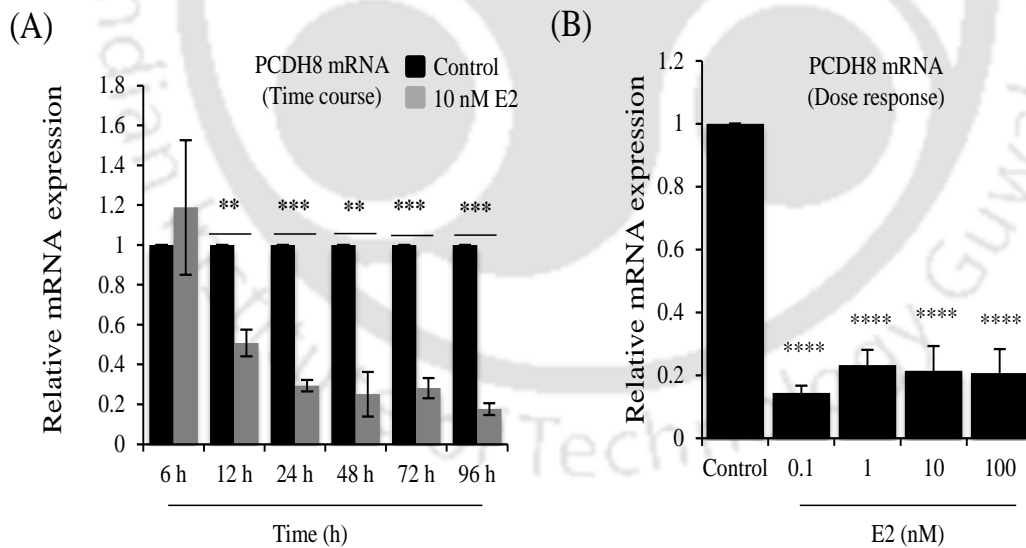 (A)
PCDH8 mRNA
(Time course)
Control
10 nM E2
Relative mRNA expression
1.8
1.6
1.4
1.2
1
0.8
0.6
0.4
0.2
0
** *** ** *** ***
6 h 12 h 24 h 48 h 72 h 96 h
Time (h)
(B)
PCDH8 mRNA
(Dose response)
Relative mRNA expression
1.2
1
0.8
0.6
0.4
0.2
0
**** **** **** ****
Control 0.1 1 10 100
E2 (nM)